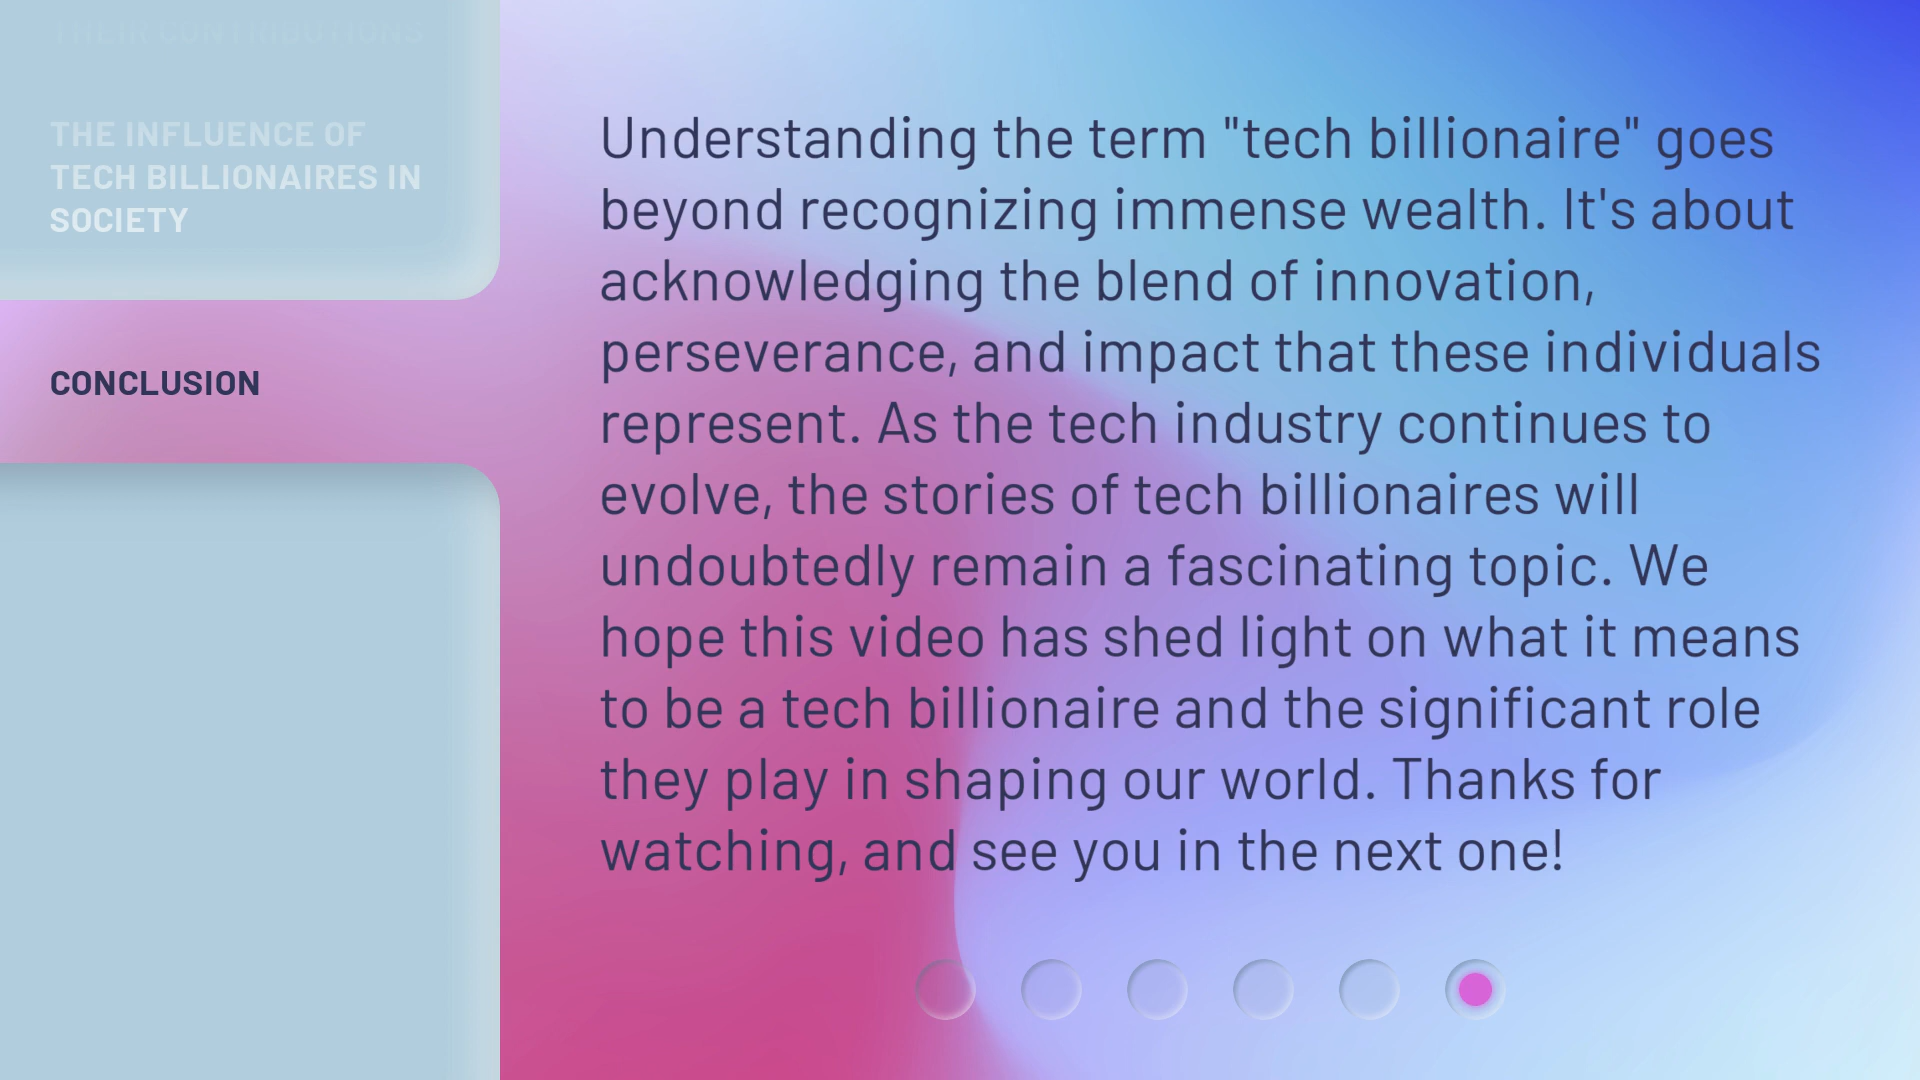 THEIR CONTRIBUTIONS
THE INFLUENCE OF
TECH BILLIONAIRES IN
SOCIETY
CONCLUSION
Understanding the term "tech billionaire" goes
beyond recognizing immense wealth. It's about
acknowledging the blend of innovation,
perseverance, and impact that these individuals
represent. As the tech industry continues to
evolve, the stories of tech billionaires will
undoubtedly remain a fascinating topic. We
hope this video has shed light on what it means
to be a tech billionaire and the significant role
they play in shaping our world. Thanks for
watching, and see you in the next one!